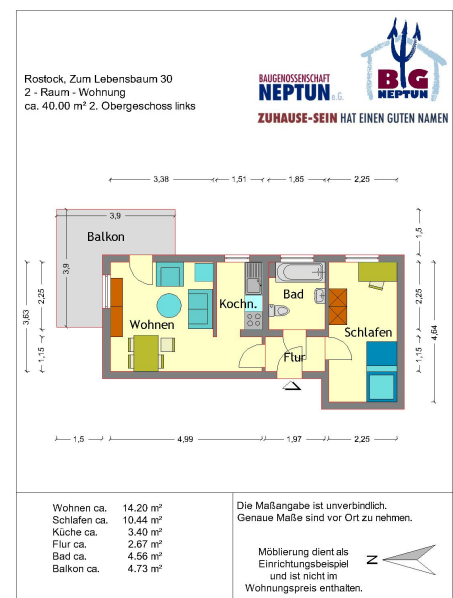 Rostock, Zum Lebensbaum 30
2 - Raum - Wohnung
ca. 40.00 m² 2. Obergeschoss links
BAUGENOSSENSCHAFT
NEPTUN e.G.
BG
NEPTUN
ZUHAUSE-SEIN HAT EINEN GUTEN NAMEN
3,38 1,51 1,85 2,25
3,9
Balkon
3,9
1,5
3,63
2,25
1,15
Wohnen
Kochn.
Bad
Schlafen
Flur
2,25
1,15
4,64
1,5 4,99 1,97 2,25
Wohnen ca. 14.20 m²
Schlafen ca. 10.44 m²
Küche ca. 3.40 m²
Flur ca. 2.67 m²
Bad ca. 4.56 m²
Balkon ca. 4.73 m²
Die Maßangabe ist unverbindlich.
Genaue Maße sind vor Ort zu nehmen.
Möblierung dient als
Einrichtungsbeispiel
und ist nicht im
Wohnungspreis enthalten.
N